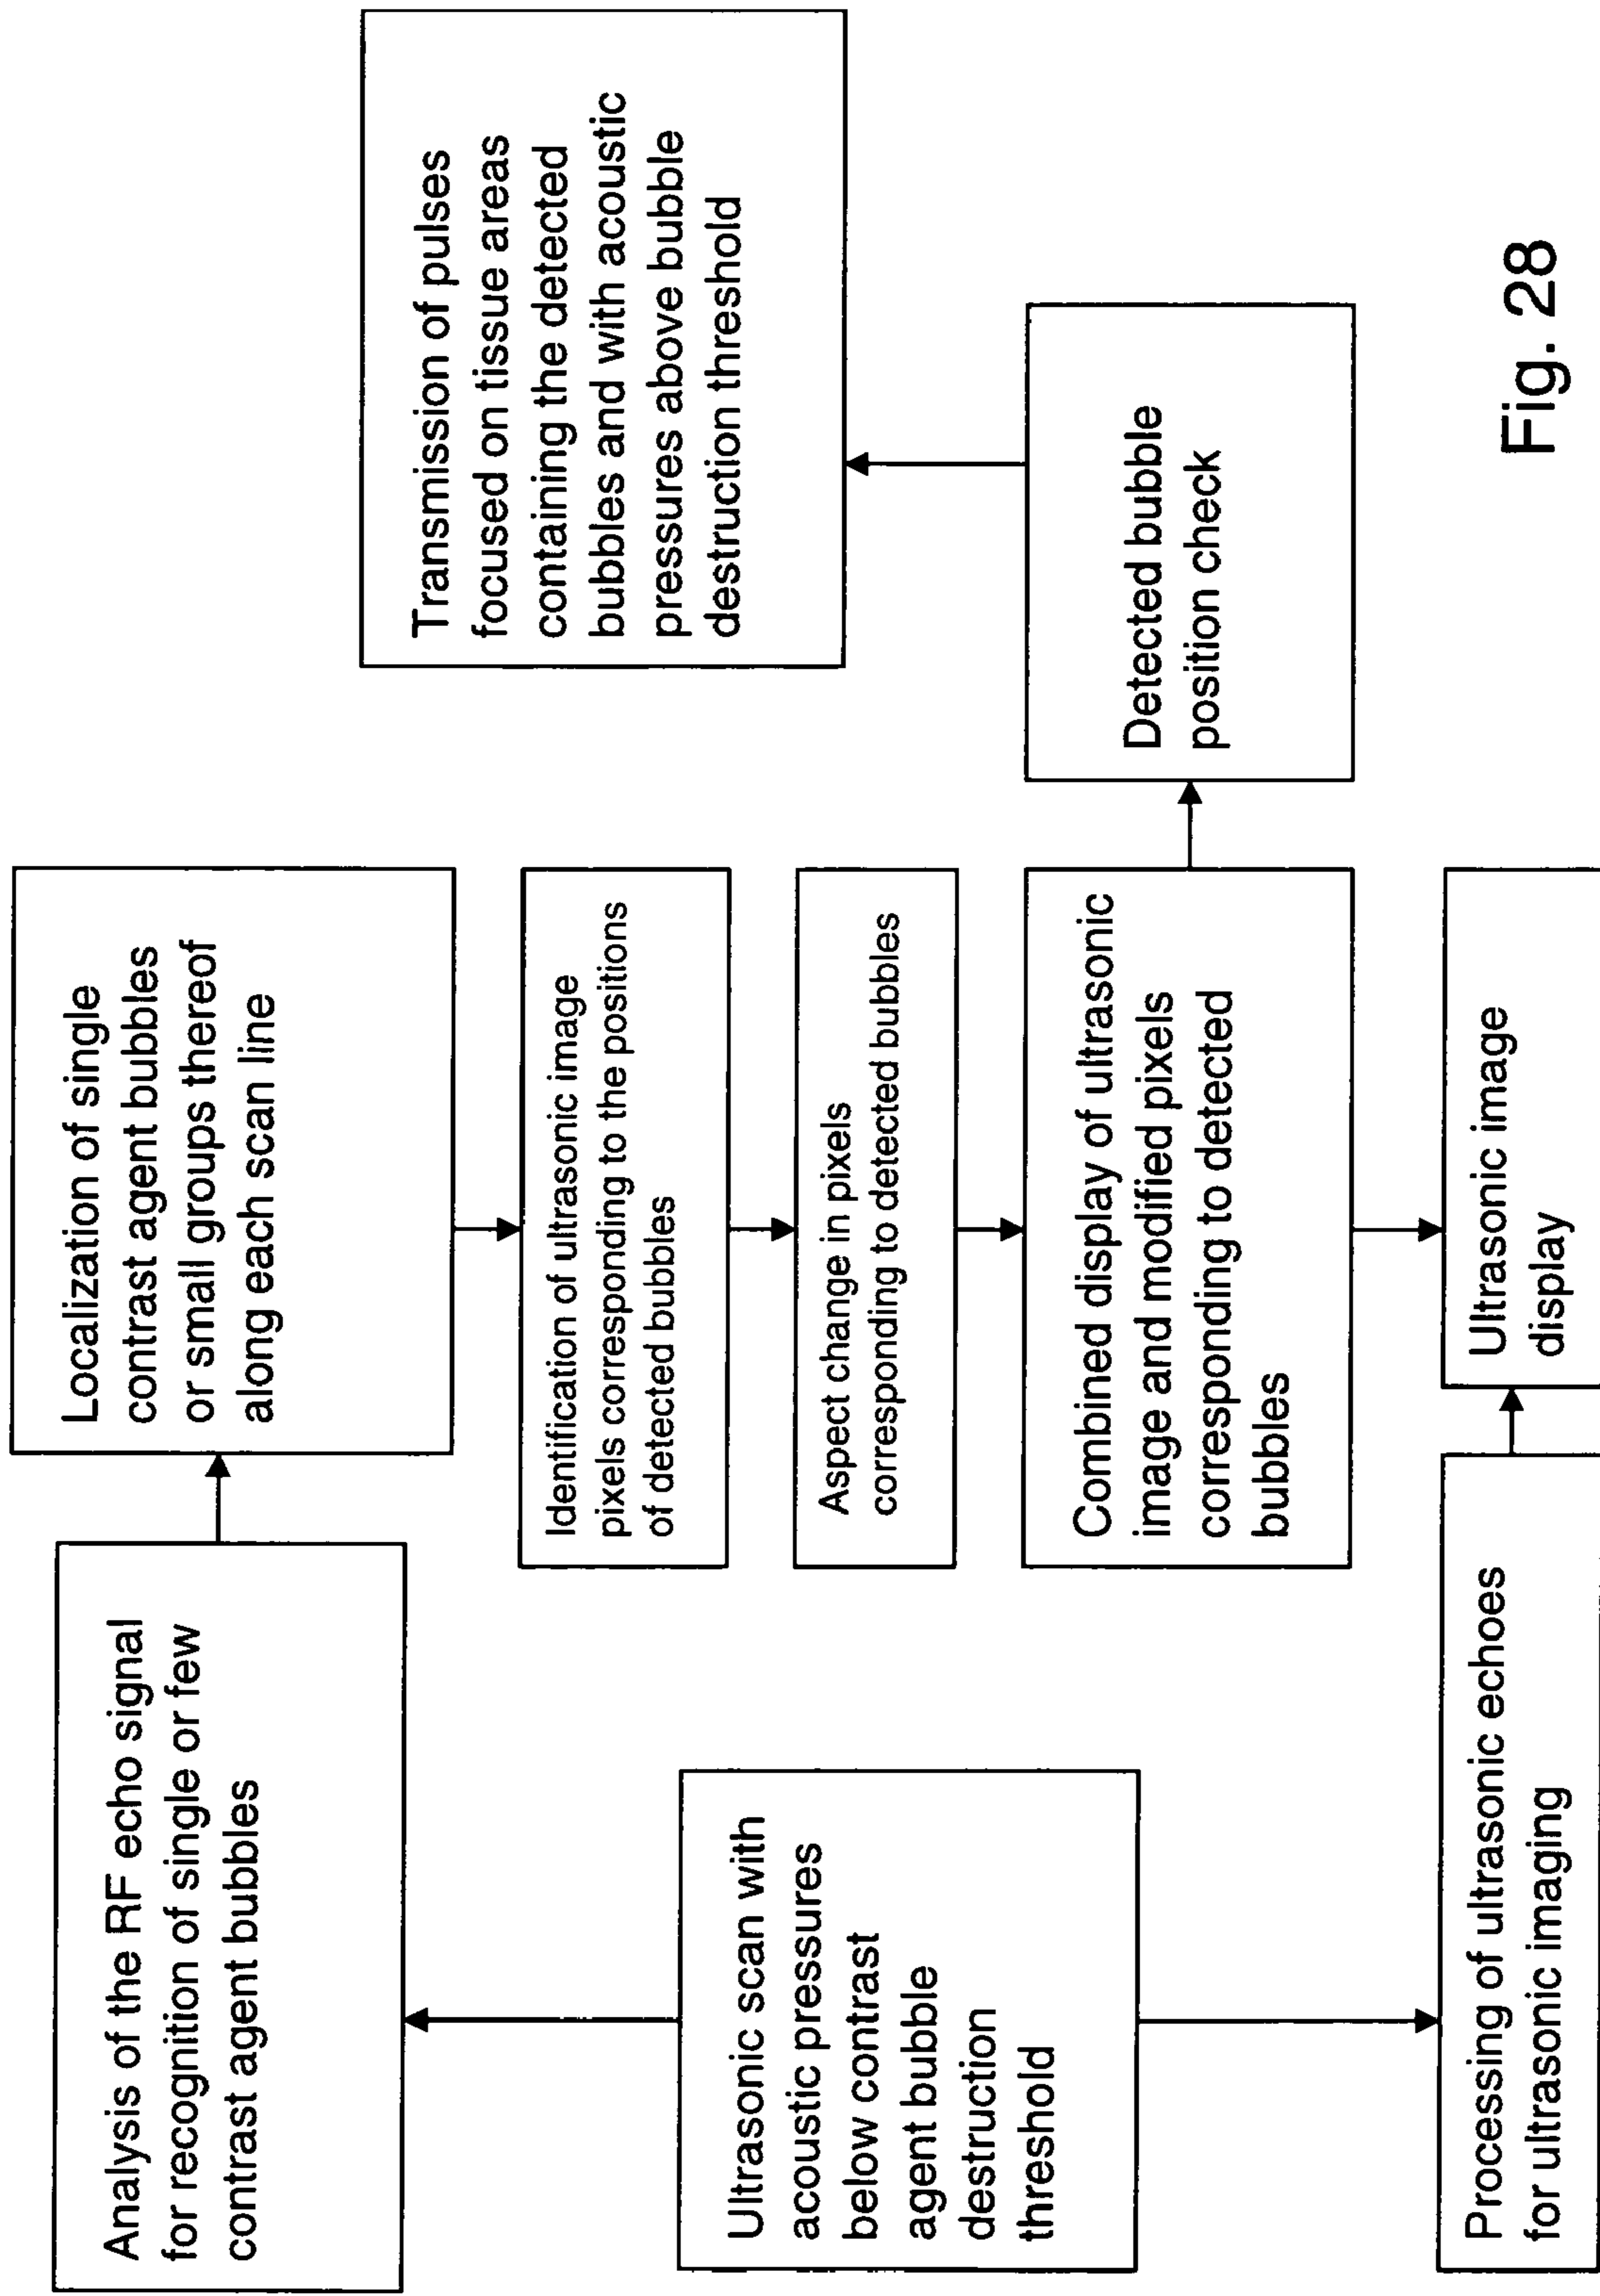 Analysis of the RF echo signal
for recognition of single or few
contrast agent bubbles
Localization of single
contrast agent bubbles
or small groups thereof
along each scan line
Identification of ultrasonic image
pixels corresponding to the positions
of detected bubbles
Aspect change in pixels
corresponding to detected bubbles
Ultrasonic scan with
acoustic pressures
below contrast
agent bubble
destruction
threshold
Combined display of ultrasonic
image and modified pixels
corresponding to detected
bubbles
Detected bubble
position check
Transmission of pulses
focused on tissue areas
containing the detected
bubbles and with acoustic
pressures above bubble
destruction threshold
Processing of ultrasonic echoes
for ultrasonic imaging
Ultrasonic image
display
Fig. 28